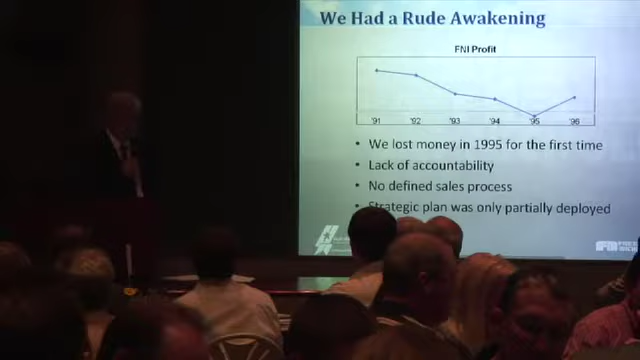 We Had a Rude Awakening
FNI Profit
'91 '92 '93 '94 '95 '96
• We lost money in 1995 for the first time
• Lack of accountability
• No defined sales process
• Strategic plan was only partially deployed